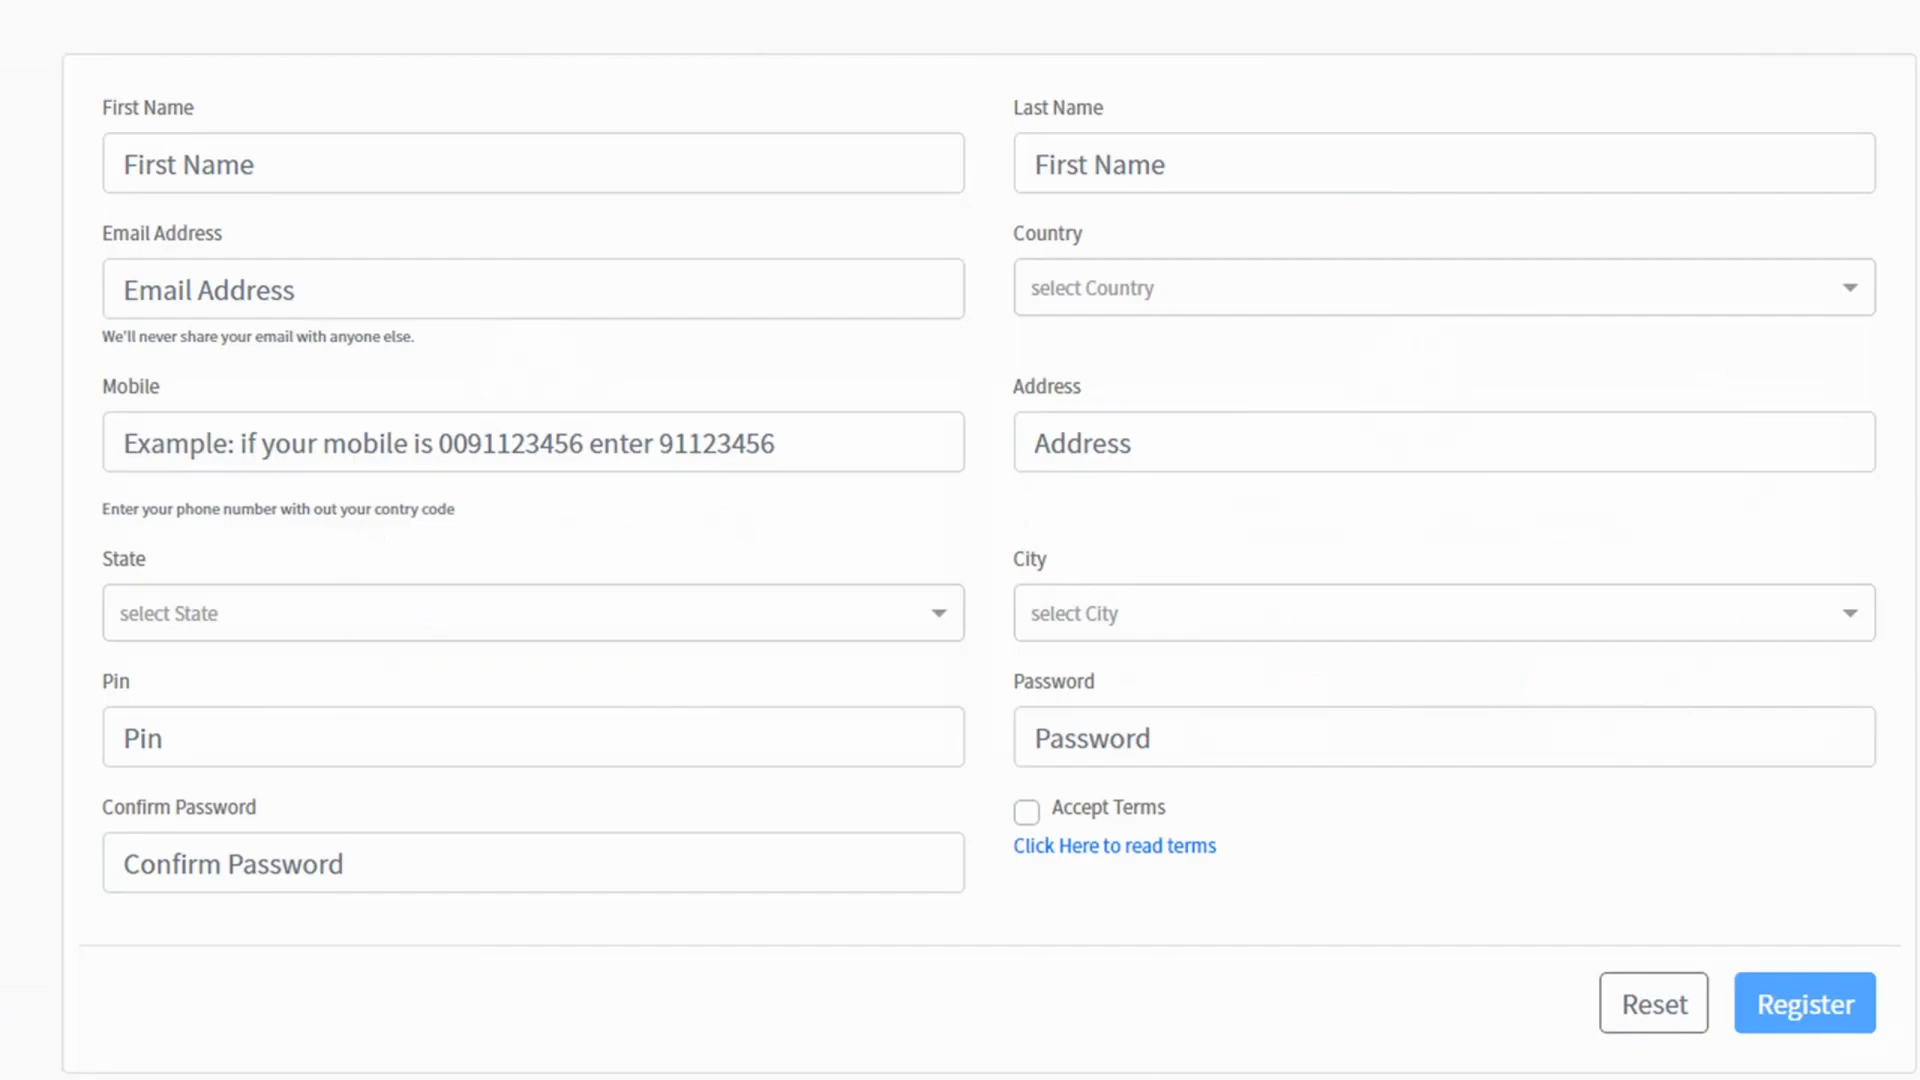 First Name
Last Name
First Name
First Name
Email Address
Country
Email Address
select Country
We'll never share your email with anyone else.
Mobile
Address
Example: if your mobile is 0091123456 enter 91123456
Address
Enter your phone number with out your contry code
State
City
select State
select City
Pin
Password
Pin
Password
Confirm Password
Accept Terms
Click Here to read terms
Confirm Password
Reset
Register